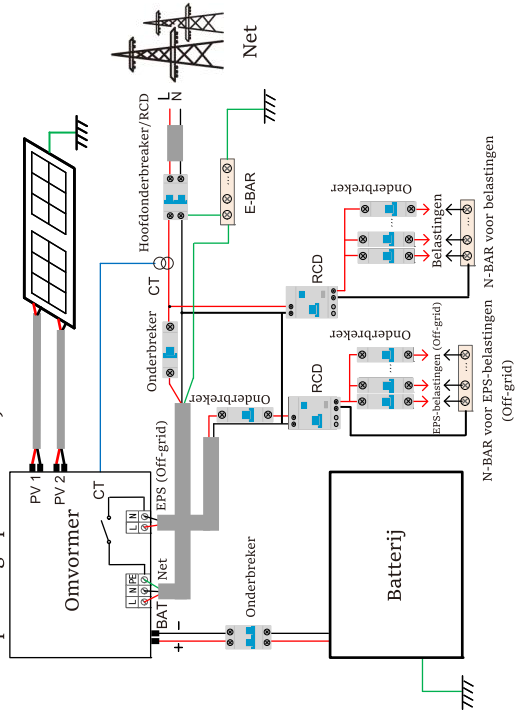 Net
L
N
Hoofdonderbreaker/RCD
E-BAR
CT
Onderbreker
RCD
Onderbreker
Belastingen
N-BAR voor belastingen
PV 1
PV 2
CT
Omvormer
L N
EPS (Off-grid)
L N PE
Net
BAT
+ −
Onderbreker
RCD
Onderbreker
EPS-belastingen (Off-grid)
N-BAR voor EPS-belastingen
(Off-grid)
Onderbreker
Batterij